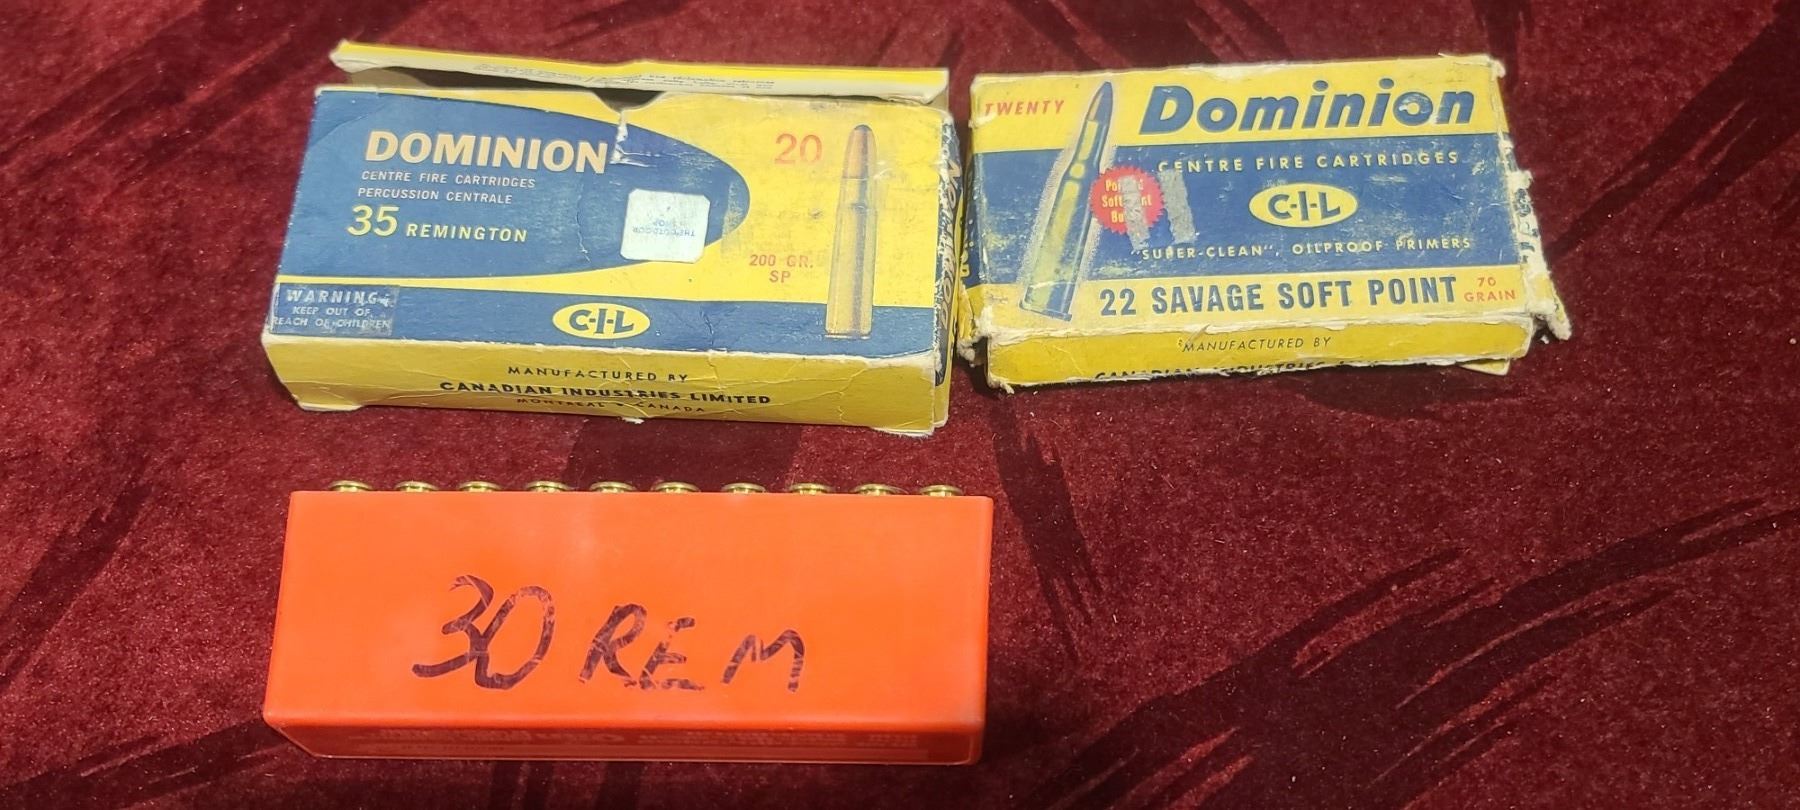 DOMINION
CENTRE FIRE CARTRIDGES
PERCUSSION CENTRALE
35 REMINGTON
20
200 GR.
SP
WARNING
KEEP OUT OF
REACH OF CHILDREN
C-I-L
MANUFACTURED BY
CANADIAN INDUSTRIES LIMITED
MONTREAL CANADA
TWENTY
Dominion
CENTRE FIRE CARTRIDGES
C-I-L
Soft
"SUPER-CLEAN", OILPROOF PRIMERS
22 SAVAGE SOFT POINT
70
GRAIN
MANUFACTURED BY
30 REM